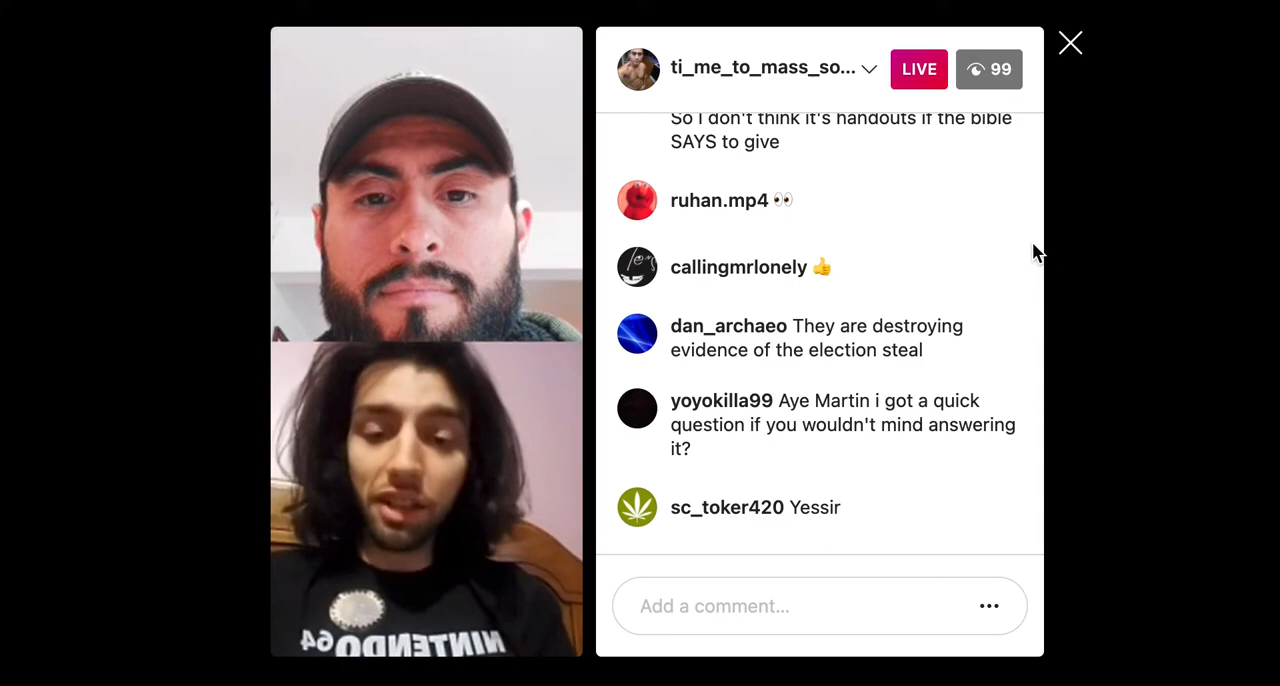 ti_me_to_mass_so...
LIVE
99
So I don't think it's handouts if the bible
SAYS to give
ruhan.mp4 👀
callingmrlonely 👍
dan_archaeo They are destroying
evidence of the election steal
yoyokilla99 Aye Martin i got a quick
question if you wouldn't mind answering
it?
sc_toker420 Yessir
Add a comment...
NINTENDO64